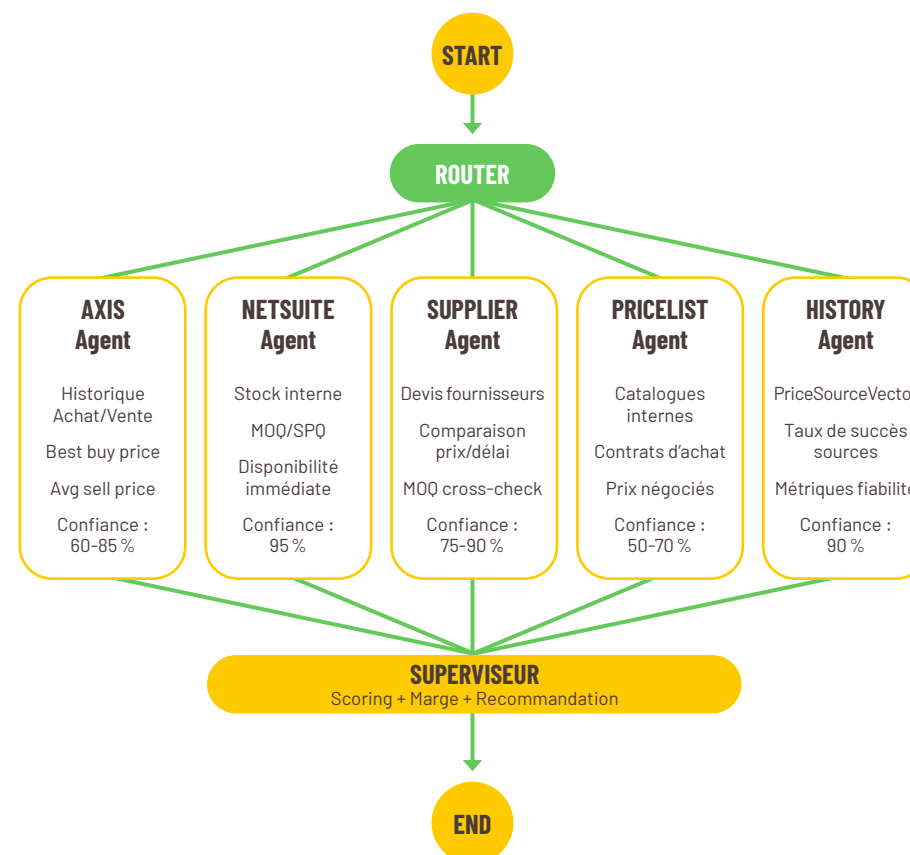 START
ROUTER
AXIS
Agent
Historique
Achat/Vente
Best buy price
Avg sell price
Confiance :
60-85 %
NETSUITE
Agent
Stock interne
MOQ/SPQ
Disponibilité
immédiate
Confiance :
95 %
SUPPLIER
Agent
Devis fournisseurs
Comparaison
prix/délai
MOQ cross-check
Confiance :
75-90 %
PRICELIST
Agent
Catalogues
internes
Contrats d'achat
Prix négociés
Confiance :
50-70 %
HISTORY
Agent
PriceSourceVecto
Taux de succès
sources
Métriques fiabilité
Confiance :
90 %
SUPERVISEUR
Scoring + Marge + Recommandation
END